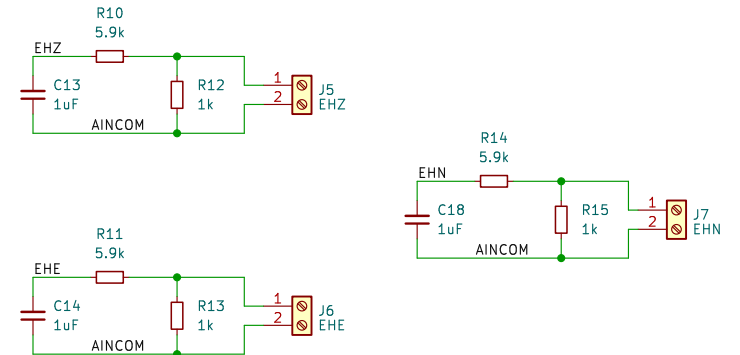 R10
5.9k
EHZ
C13
1uF
R12
1k
1
2
J5
EHZ
AINCOM
R14
5.9k
EHN
C18
1uF
R15
1k
1
2
J7
EHN
AINCOM
R11
5.9k
EHE
C14
1uF
R13
1k
1
2
J6
EHE
AINCOM